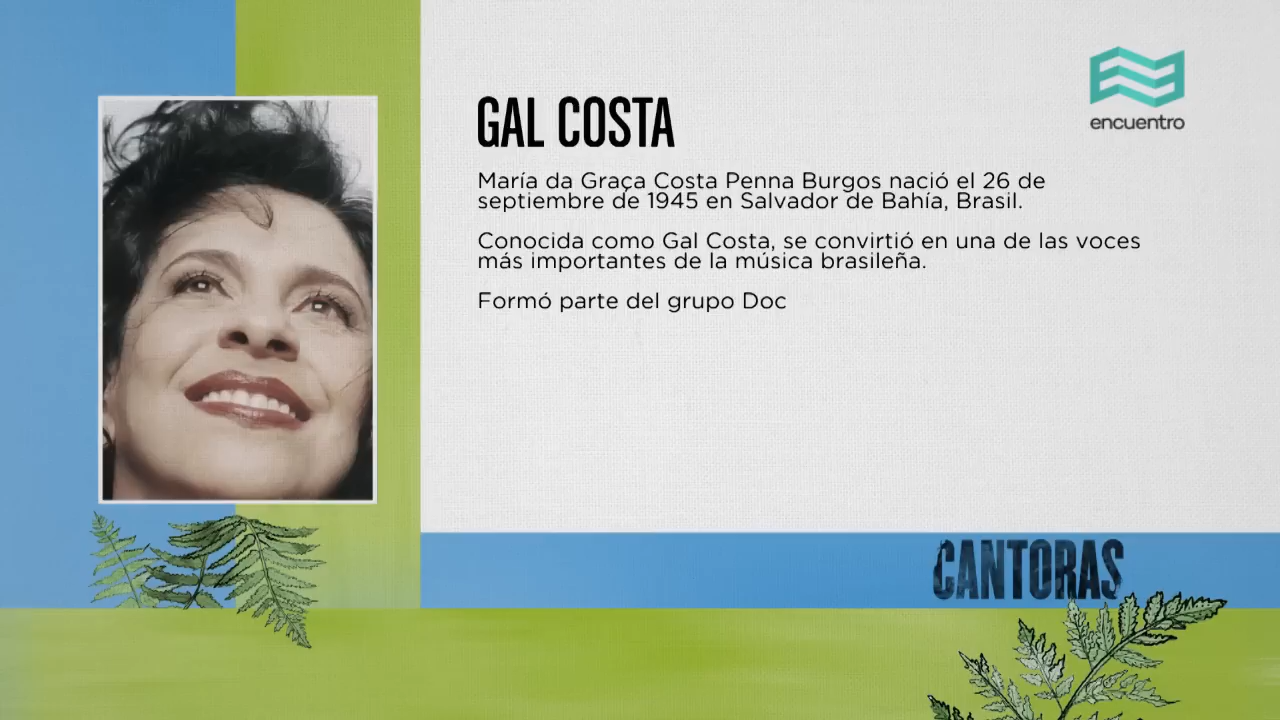 GAL COSTA
encuentro
María da Graça Costa Penna Burgos nació el 26 de
septiembre de 1945 en Salvador de Bahía, Brasil.
Conocida como Gal Costa, se convirtió en una de las voces
más importantes de la música brasileña.
Formó parte del grupo Doc
CANTORAS